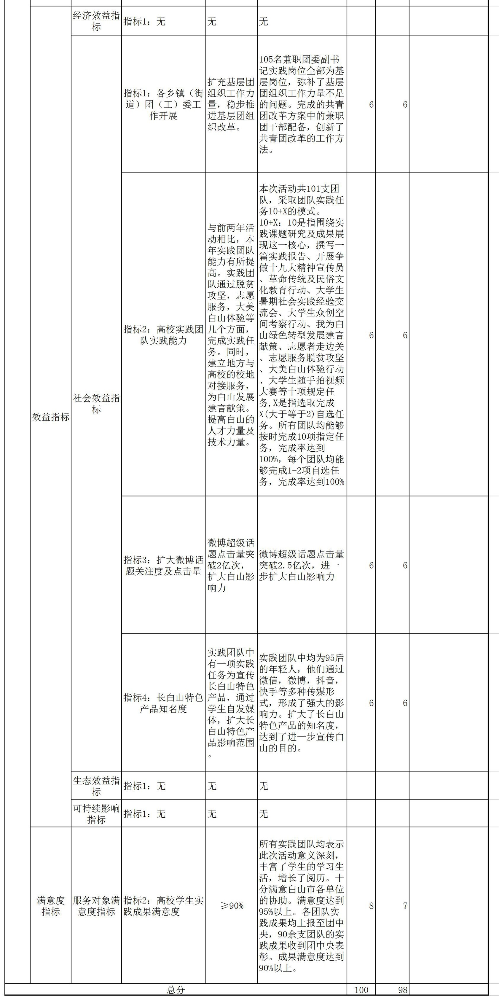 经济效益指
标
指标1：无
无
无
效益指标
社会效益指
标
指标1：各乡镇（街
道）团（工）委工
作开展
扩充基层团
组织工作力
量，稳步推
进基层团组
织改革。
105名兼职团委副书
记实践岗位全部为基
层岗位，弥补了基层
团组织工作力量不足
的问题。完成的共青
团改革方案中的兼职
团干部配备，创新了
共青团改革的工作方
法。
6
6
指标2：高校实践团
队实践能力
与前两年活
动相比，本
年实践团队
能力有所提
高。实践团
队通过脱贫
攻坚，志愿
服务，大美
白山体验等
几个方面，
完成实践任
务。同时，
建立地方与
高校的校地
对接服务，
为白山发展
建言献策。
提高白山的
人才力量及
技术力量。
本次活动共101支团
队，采取团队实践任
务10+X的模式。
10+X：10是指围绕实
践课题研究及成果展
现这一核心，撰写一
篇实践报告、开展争
做十九大精神宣传员
、革命传统及民俗文
化教育行动、大学生
暑期社会实践经验交
流会、大学生众创空
间考察行动、我为白
山绿色转型发展建言
献策、志愿者走边关
、志愿服务脱贫攻坚
、大美白山体验行动
、大学生随手拍视频
大赛等十项规定任
务,X是指选取完成
X(大于等于2)自选任
务。所有团队均能够
按时完成10项指定任
务，完成率达到
100%，每个团队均能
够完成1-2项自选任
务，完成率达到100%
6
6
指标3：扩大微博话
题关注度及点击量
微博超级话
题点击量突
破2亿次，
扩大白山影
响力
微博超级话题点击量
突破2.5亿次，进一
步扩大白山影响力
6
6
指标4：长白山特色
产品知名度
实践团队中
有一项实践
任务为宣传
长白山特色
产品，通过
学生自发媒
体，扩大长
白山特色产
品影响范围
。
实践团队中均为95后
的年轻人，他们通过
微信，微博，抖音，
快手等多种传媒形
式，形成了强大的影
响力。扩大了长白山
特色产品的知名度，
达到了进一步宣传白
山的目的。
6
6
生态效益指
标
指标1：无
无
无
可持续影响
指标
指标1：无
无
无
满意度
指标
服务对象满
意度指标
指标2：高校学生实
践成果满意度
≥90%
所有实践团队均表示
此次活动意义深刻，
丰富了学生的学习生
活，增长了阅历。十
分满意白山市各单位
的协助。满意度达到
95%以上。各团队实
践成果均上报至团中
央，90余支团队的实
践成果收到团中央表
彰。成果满意度达到
90%以上。
8
7
总分
100
98